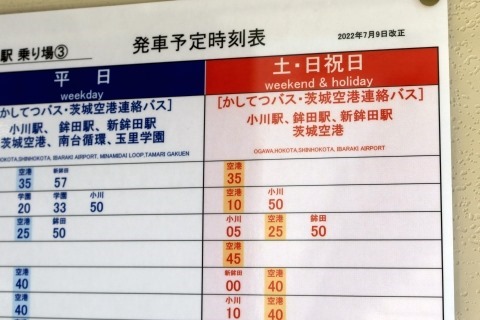 駅 乗り場③ 発車予定時刻表 2022年7月9日改正
平 日
weekday
土・日祝日
weekend & holiday
かしてつバス・茨城空港連絡バス]
小川駅、 鉾田駅、新鉾田駅
茨城空港、南台循環、玉里学園
HOKOTA,SHINHOKOTA, IBARAKI AIRPORT, MINAMIDAI LOOP,TAMARI GAKUEN
[かしてつバス・茨城空港連絡バス]
小川駅、鉾田駅、新鉾田駅
茨城空港
OGAWA,HOKOTA,SHINHOKOTA, IBARAKI AIRPORT
空港 新鉾田 空港
35 57 35
学園 学園 小川 空港 小川
20 33 50 10 50
空港 鉾田 小川 空港 鉾田
25 50 05 25 50
空港
45
空港 新鉾田 空港
40 00 40
空港 小川 空港
40 10 40